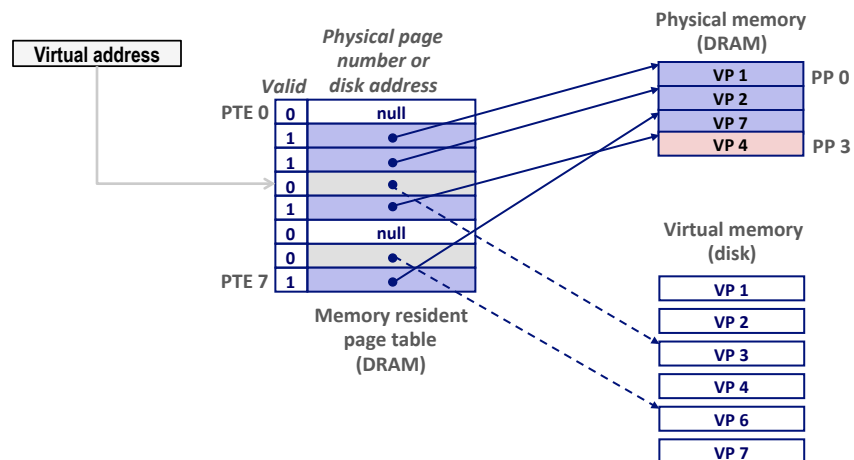 Virtual address
Physical page
number or
disk address
Valid
PTE 0
0
null
1
1
0
1
0
null
0
PTE 7
1
Memory resident
page table
(DRAM)
Physical memory
(DRAM)
VP 1
PP 0
VP 2
VP 7
VP 4
PP 3
Virtual memory
(disk)
VP 1
VP 2
VP 3
VP 4
VP 6
VP 7